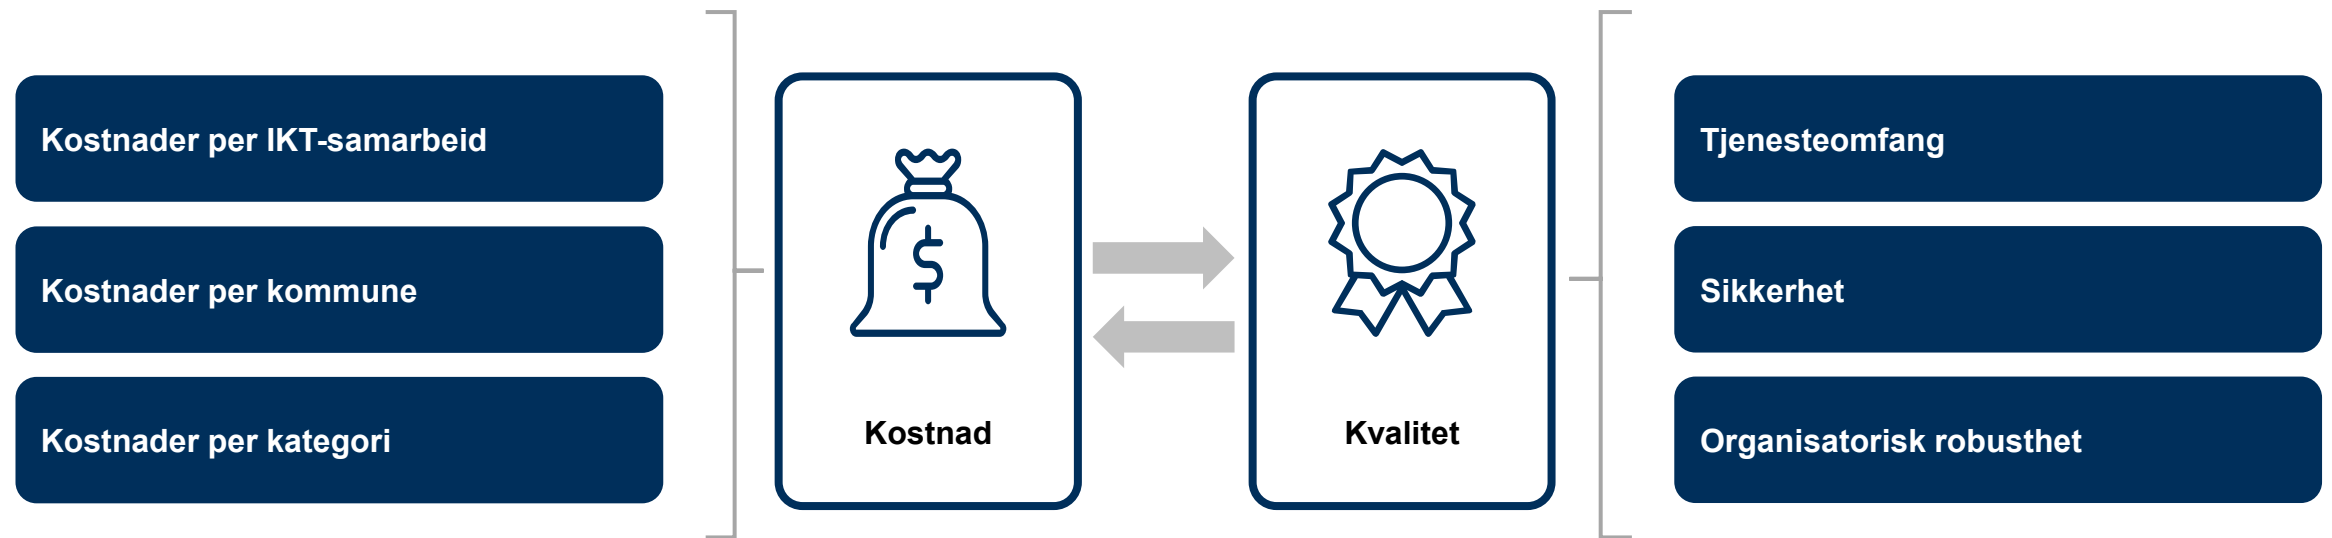 Kostnader per IKT-samarbeid
Kostnader per kommune
Kostnader per kategori
$
Kostnad
Kvalitet
Tjenesteomfang
Sikkerhet
Organisatorisk robusthet